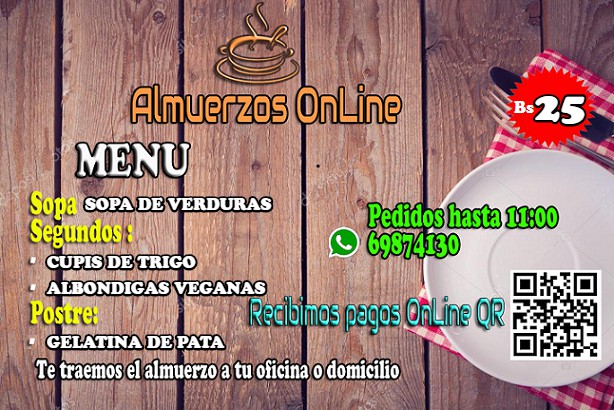 Almuerzos OnLine
Bs 25
MENU
Sopa SOPA DE VERDURAS
Segundos :
CUPIS DE TRIGO
ALBONDIGAS VEGANAS
Postre:
GELATINA DE PATA
Te traemos el almuerzo a tu oficina o domicilio
Pedidos hasta 11:00
69874130
Recibimos pagos OnLine QR